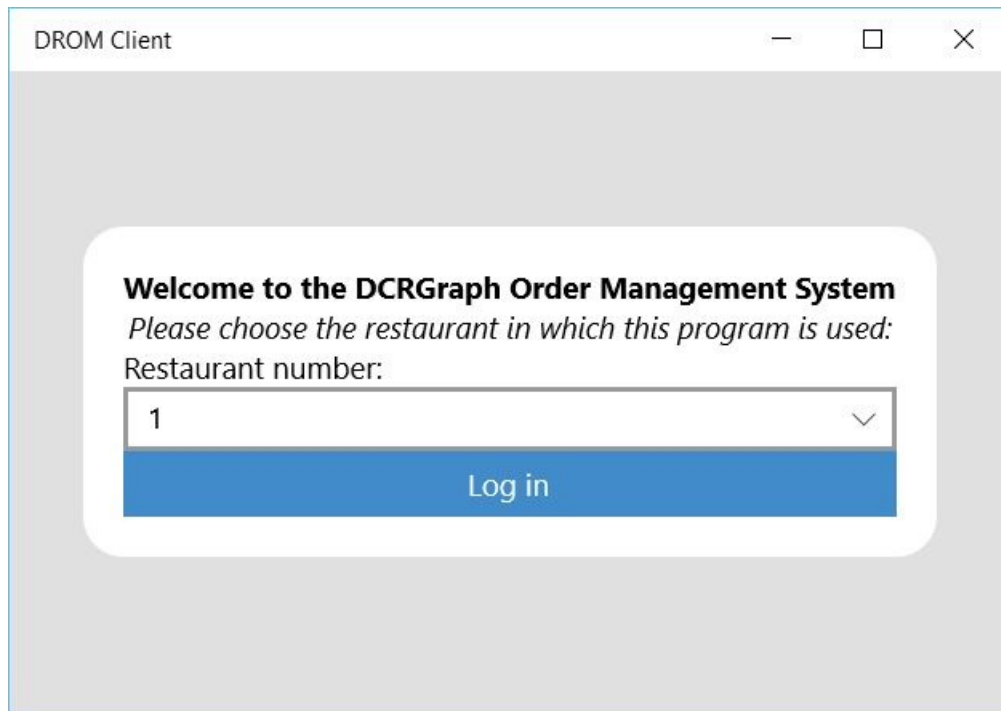 DROM Client
Welcome to the DCRGraph Order Management System
Please choose the restaurant in which this program is used:
Restaurant number:
1
Log in